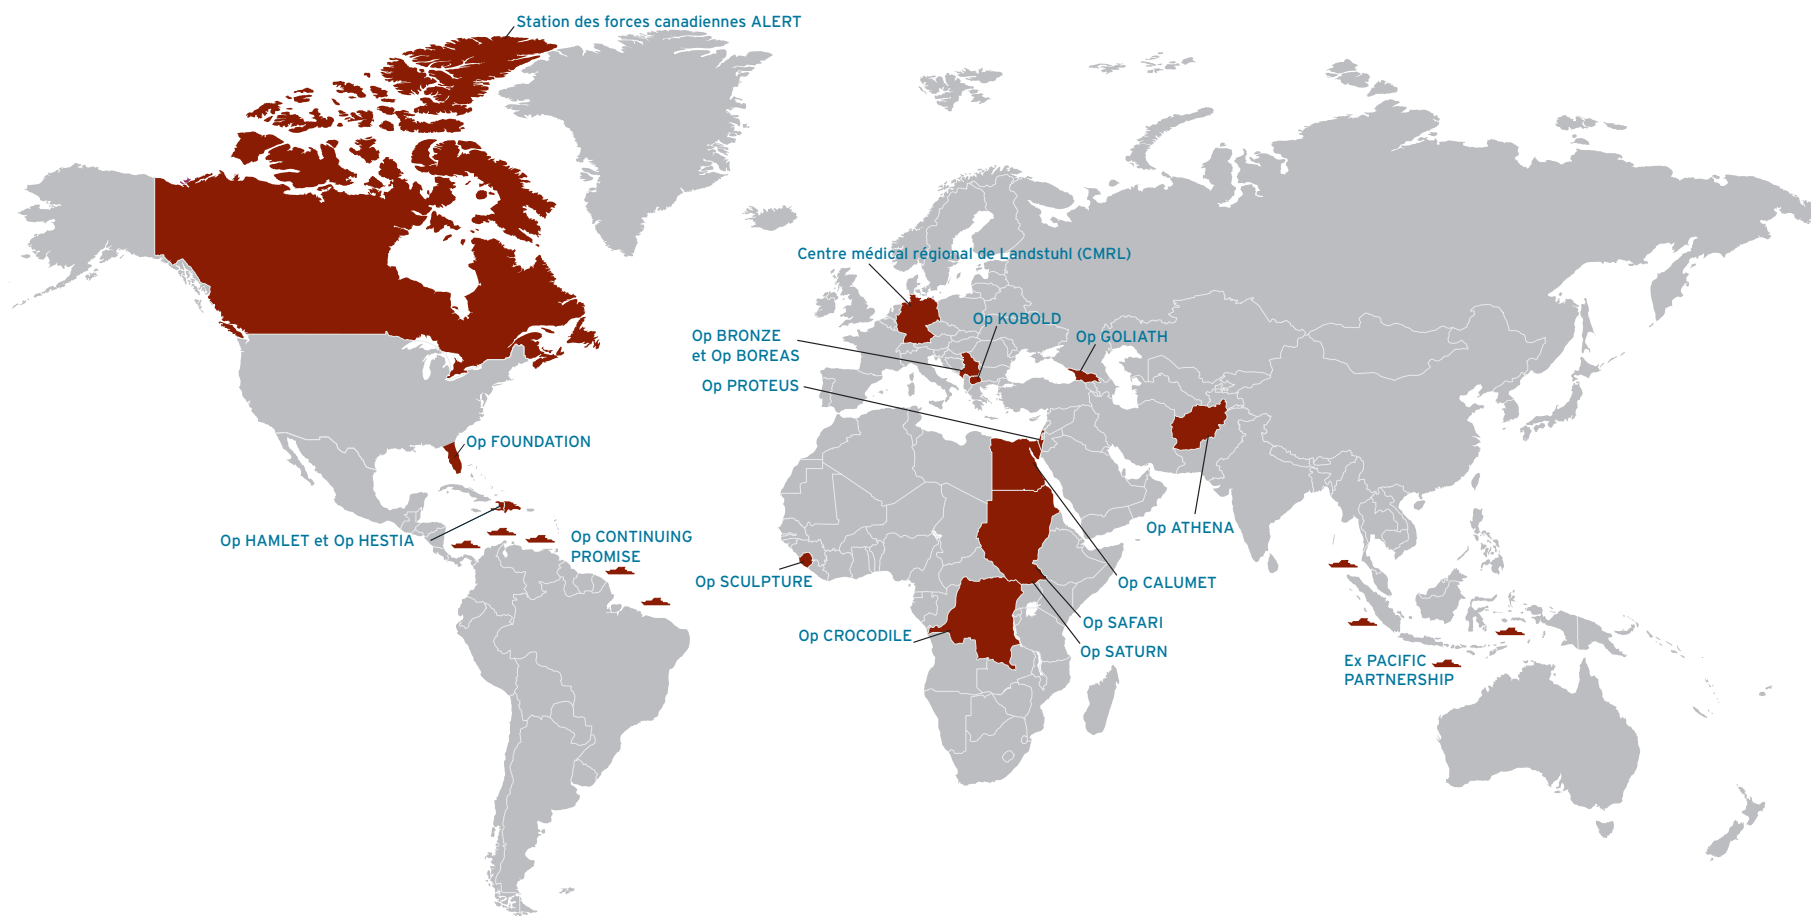 Station des forces canadiennes ALERT
Centre médical régional de Landstuhl (CMRL)
Op KOBOLD
Op BRONZE
et Op BOREAS
Op GOLIATH
Op PROTEUS
Op FOUNDATION
Op ATHENA
Op HAMLET et Op HESTIA
Op CONTINUING
PROMISE
Op SCULPTURE
Op CALUMET
Op SAFARI
Op CROCODILE
Op SATURN
Ex PACIFIC
PARTNERSHIP